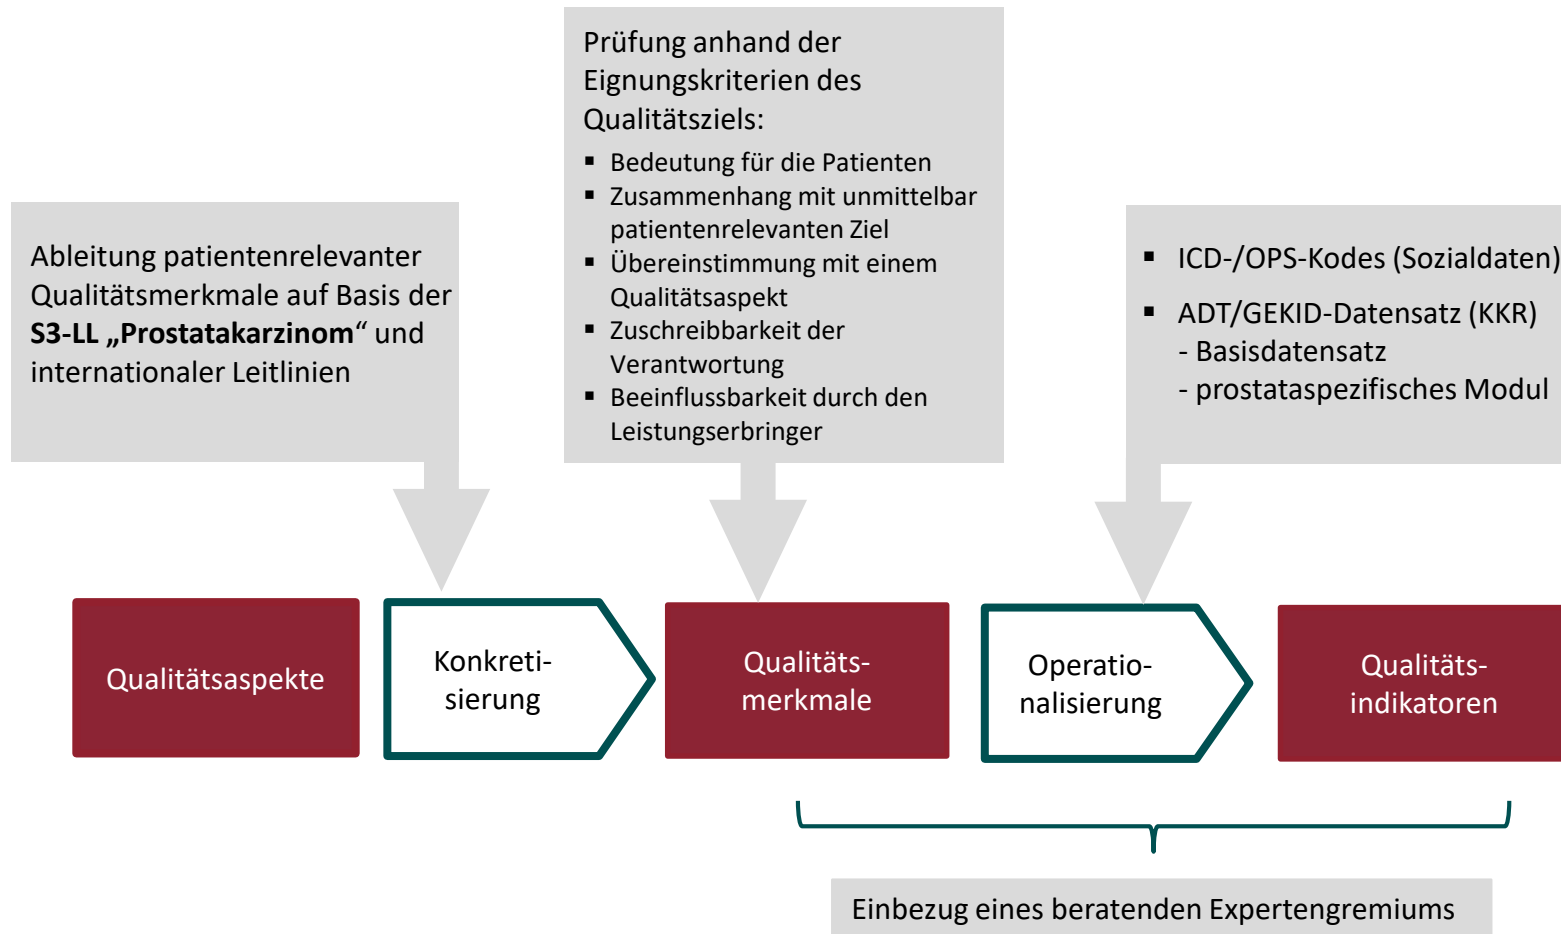 Prüfung anhand der
Eignungskriterien des
Qualitätsziels:
▪ Bedeutung für die Patienten
▪ Zusammenhang mit unmittelbar
patientenrelevanten Ziel
▪ Übereinstimmung mit einem
Qualitätsaspekt
▪ Zuschreibbarkeit der
Verantwortung
▪ Beeinflussbarkeit durch den
Leistungserbringer
Ableitung patientenrelevanter
Qualitätsmerkmale auf Basis der
S3-LL „Prostatakarzinom“ und
internationaler Leitlinien
▪ ICD-/OPS-Kodes (Sozialdaten)
▪ ADT/GEKID-Datensatz (KKR)
- Basisdatensatz
- prostataspezifisches Modul
Qualitätsaspekte
Konkreti-
sierung
Qualitäts-
merkmale
Operatio-
nalisierung
Qualitäts-
indikatoren
Einbezug eines beratenden Expertengremiums